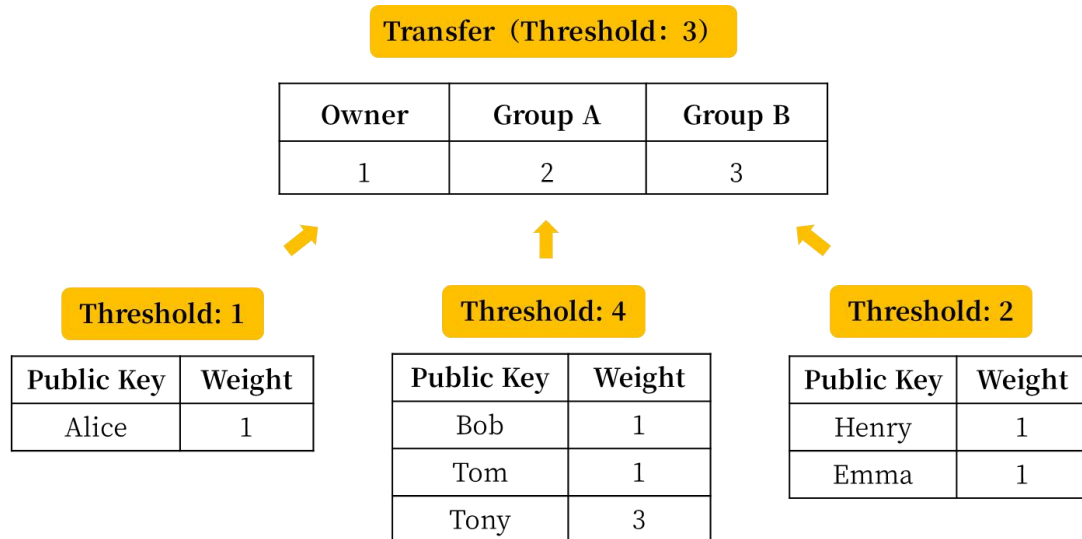 Transfer（Threshold：3）
Owner Group A Group B
1 2 3
Threshold: 1 Threshold: 4 Threshold: 2
Public Key Weight
Alice 1
Public Key Weight
Bob 1
Tom 1
Tony 3
Public Key Weight
Henry 1
Emma 1